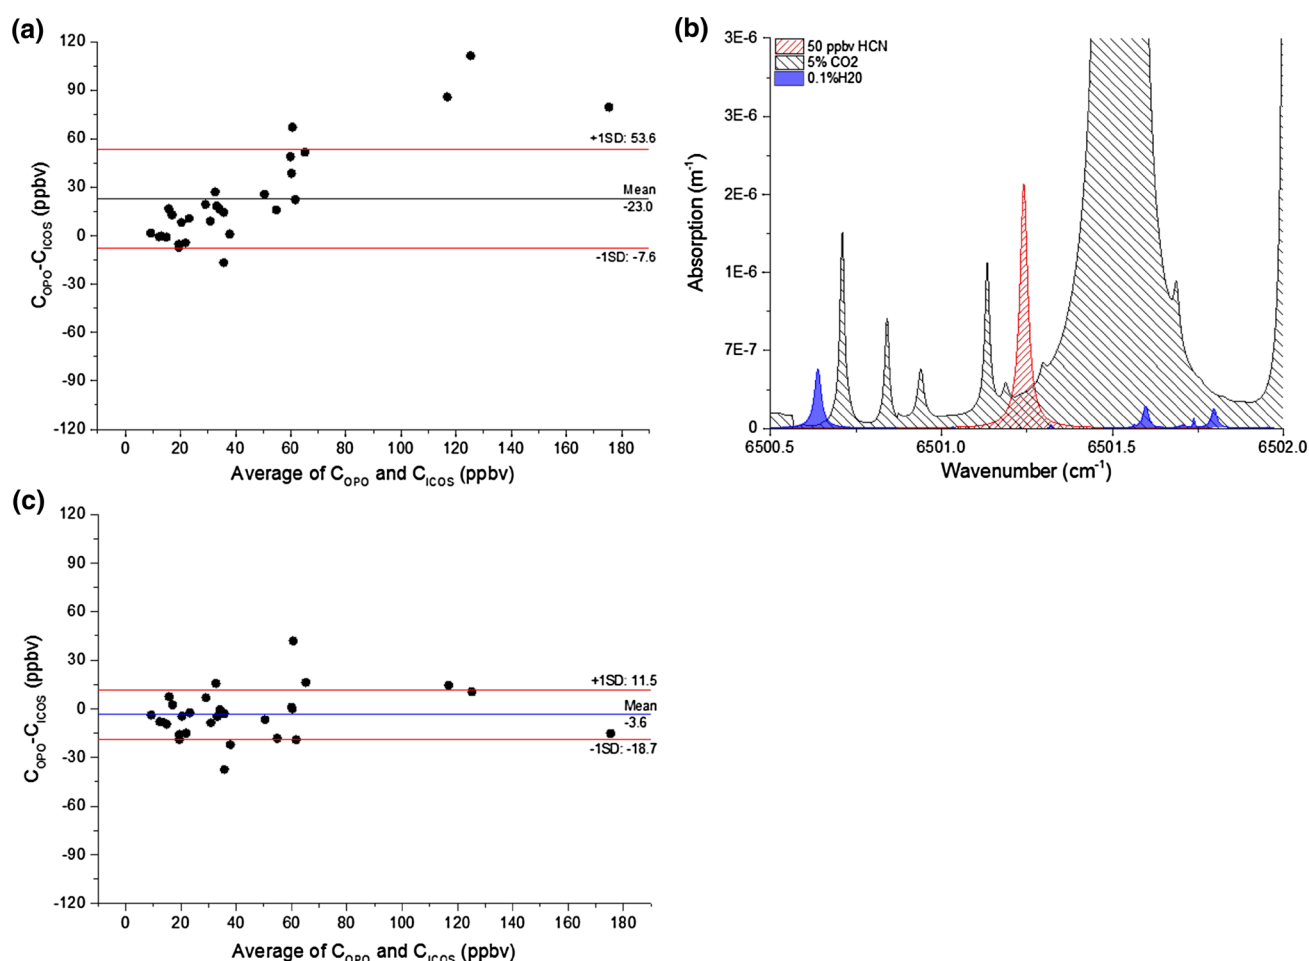 (a)
120
90
60
30
0
-30
-60
-90
-120
C_OPO-C_ICOS (ppbv)
+1SD: 53.6
Mean
-23.0
-1SD: -7.6
0 20 40 60 80 100 120 140 160 180
Average of C_OPO and C_ICOS (ppbv)
(b)
50 ppbv HCN
5% CO2
0.1%H20
3E-6
3E-6
2E-6
1E-6
7E-7
0
Absorption (m⁻¹)
6500.5 6501.0 6501.5 6502.0
Wavenumber (cm⁻¹)
(c)
120
90
60
30
0
-30
-60
-90
-120
C_OPO-C_ICOS (ppbv)
+1SD: 11.5
Mean
-3.6
-1SD: -18.7
0 20 40 60 80 100 120 140 160 180
Average of C_OPO and C_ICOS (ppbv)